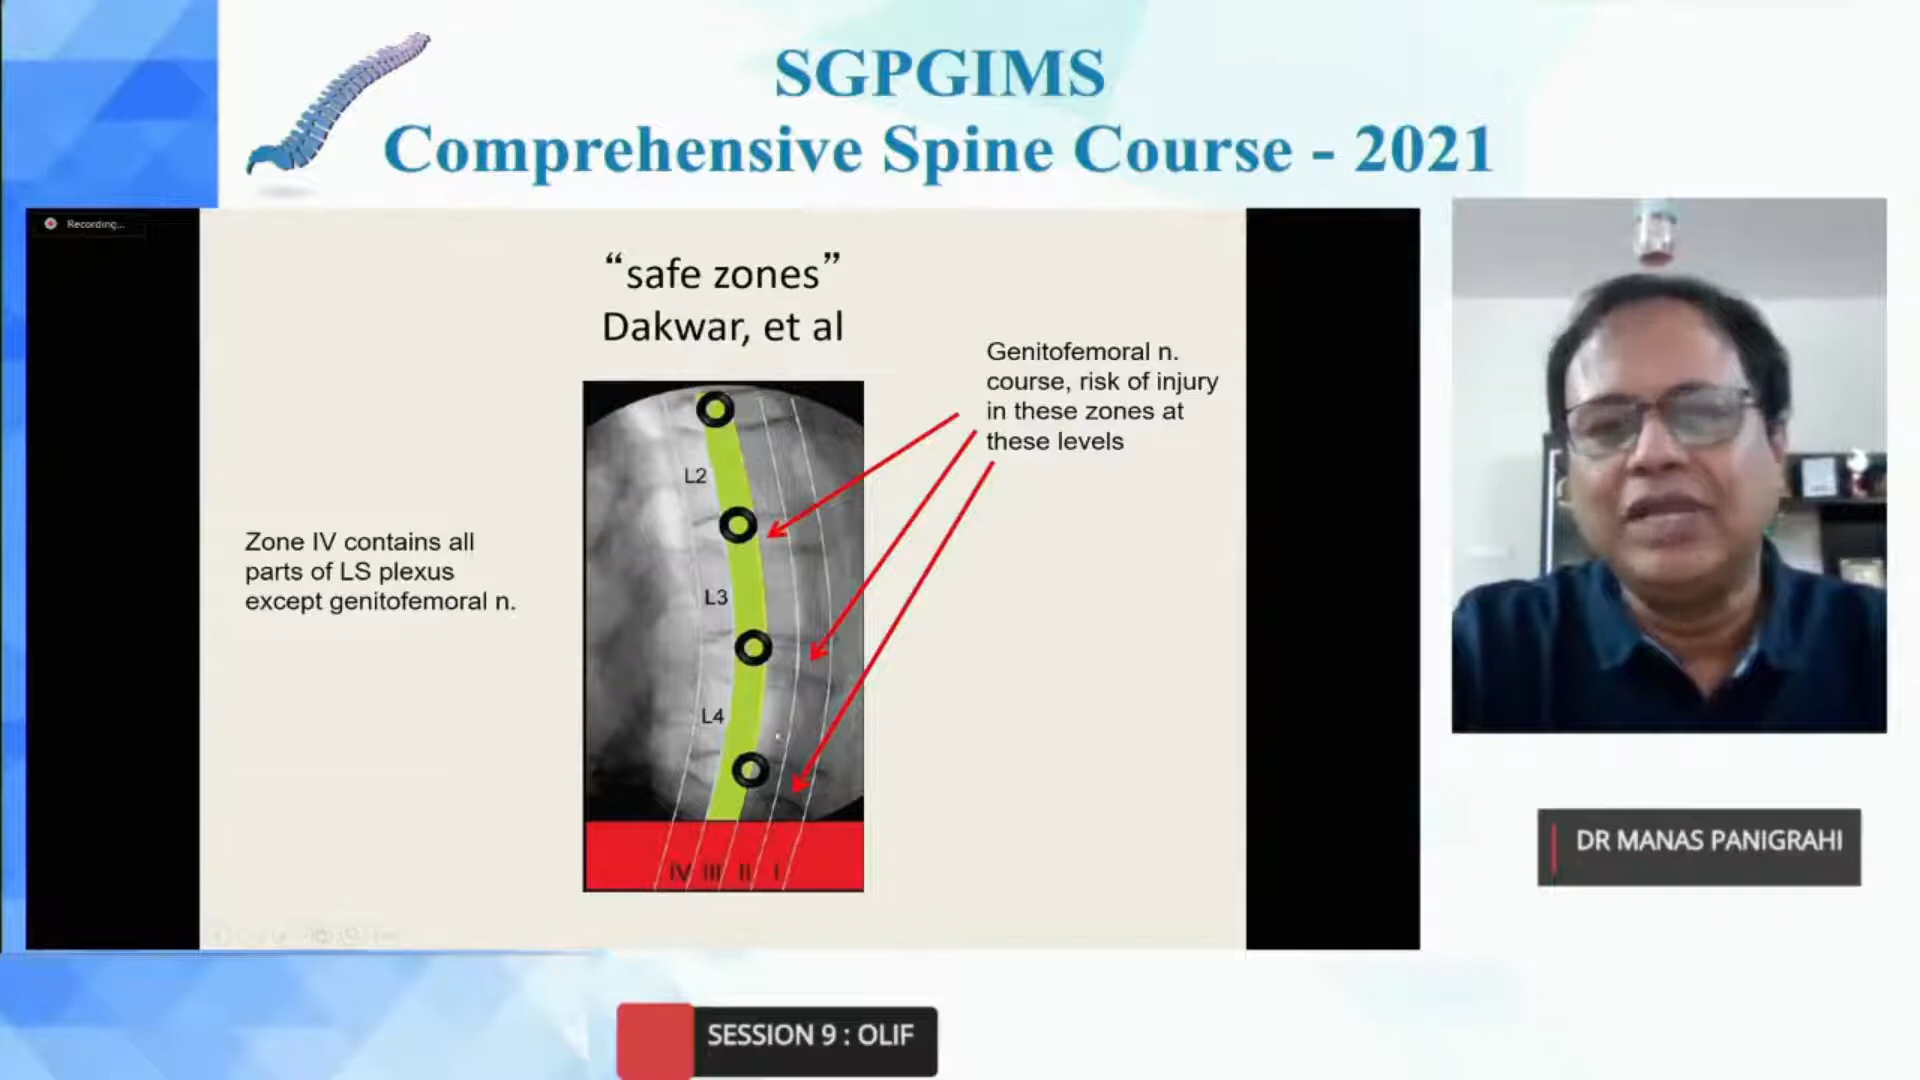 SGPGIMS
Comprehensive Spine Course - 2021
Recording...
“safe zones”
Dakwar, et al
Genitofemoral n.
course, risk of injury
in these zones at
these levels
Zone IV contains all
parts of LS plexus
except genitofemoral n.
L2
L3
L4
IV III II I
DR MANAS PANIGRAHI
SESSION 9 : OLIF